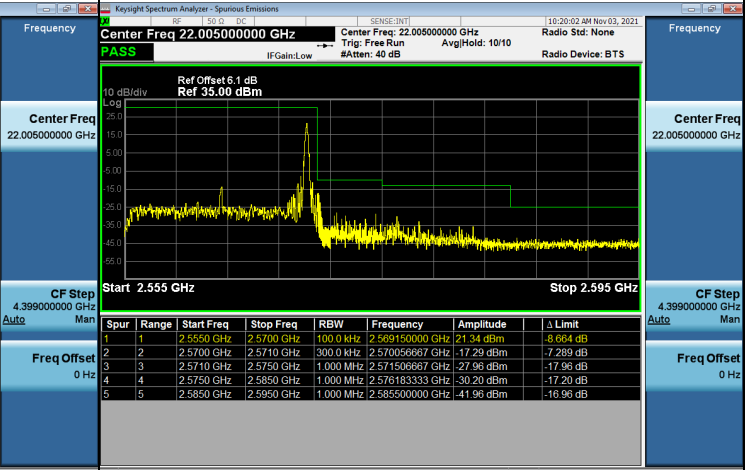 Keysight Spectrum Analyzer - Spurious Emissions
RF 50 Ω DC SENSE:INT 10:20:02 AM Nov 03, 2021
Center Freq 22.005000000 GHz
Center Freq: 22.005000000 GHz Radio Std: None
Trig: Free Run Avg|Hold: 10/10
PASS IFGain:Low #Atten: 40 dB Radio Device: BTS
Ref Offset 6.1 dB
10 dB/div Ref 35.00 dBm
Log
25.0
15.0
5.00
-5.00
-15.0
-25.0
-35.0
-45.0
-55.0
Start 2.555 GHz Stop 2.595 GHz
Spur Range Start Freq Stop Freq RBW Frequency Amplitude Δ Limit
1 1 2.5550 GHz 2.5700 GHz 100.0 kHz 2.569150000 GHz 21.34 dBm -8.664 dB
2 2 2.5700 GHz 2.5710 GHz 300.0 kHz 2.570056667 GHz -17.29 dBm -7.289 dB
3 3 2.5710 GHz 2.5750 GHz 1.000 MHz 2.571506667 GHz -27.96 dBm -17.96 dB
4 4 2.5750 GHz 2.5850 GHz 1.000 MHz 2.576183333 GHz -30.20 dBm -17.20 dB
5 5 2.5850 GHz 2.5950 GHz 1.000 MHz 2.585500000 GHz -41.96 dBm -16.96 dB
Frequency
Center Freq
22.005000000 GHz
CF Step
4.399000000 GHz
Auto Man
Freq Offset
0 Hz
Frequency
Center Freq
22.005000000 GHz
CF Step
4.399000000 GHz
Auto Man
Freq Offset
0 Hz